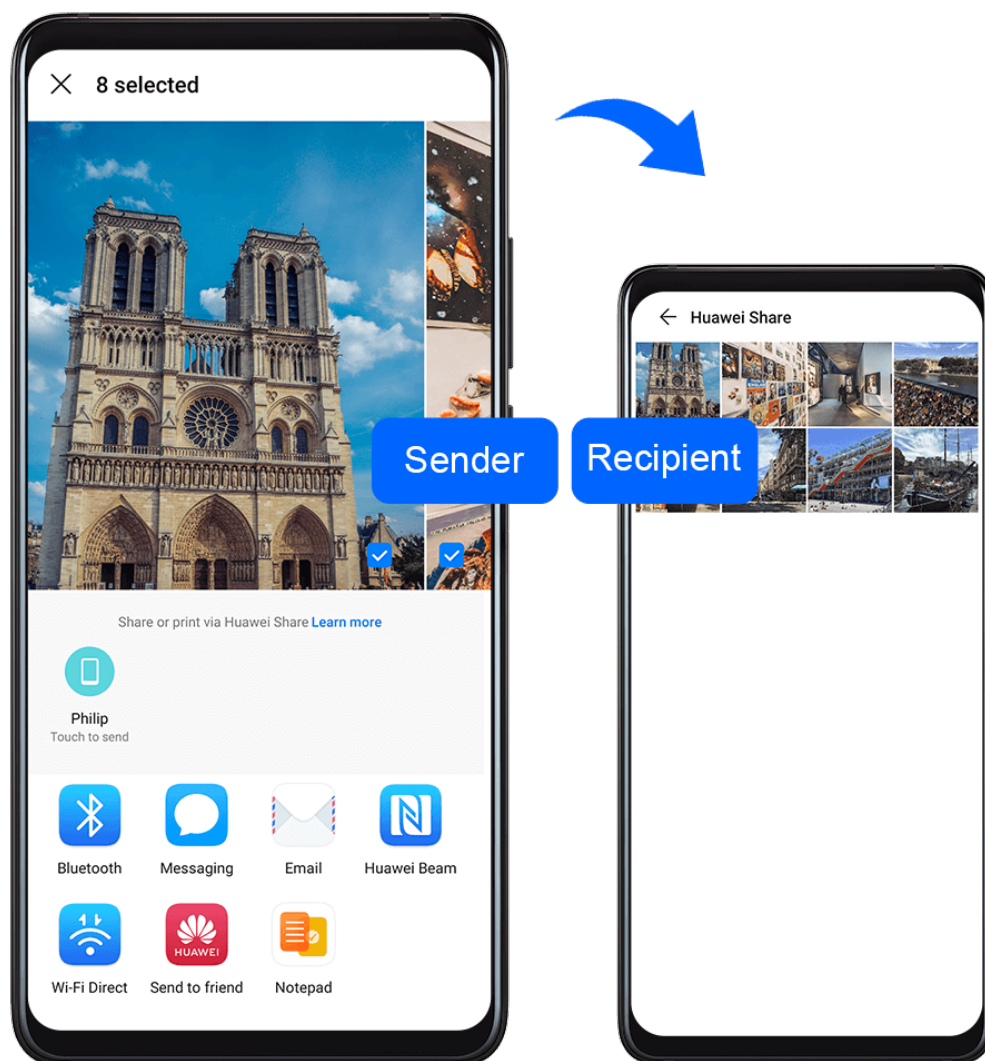 8 selected
Sender
Share or print via Huawei Share Learn more
Philip
Touch to send
Bluetooth
Messaging
Email
Huawei Beam
HUAWEI
Wi-Fi Direct
Send to friend
Notepad
Huawei Share
Recipient